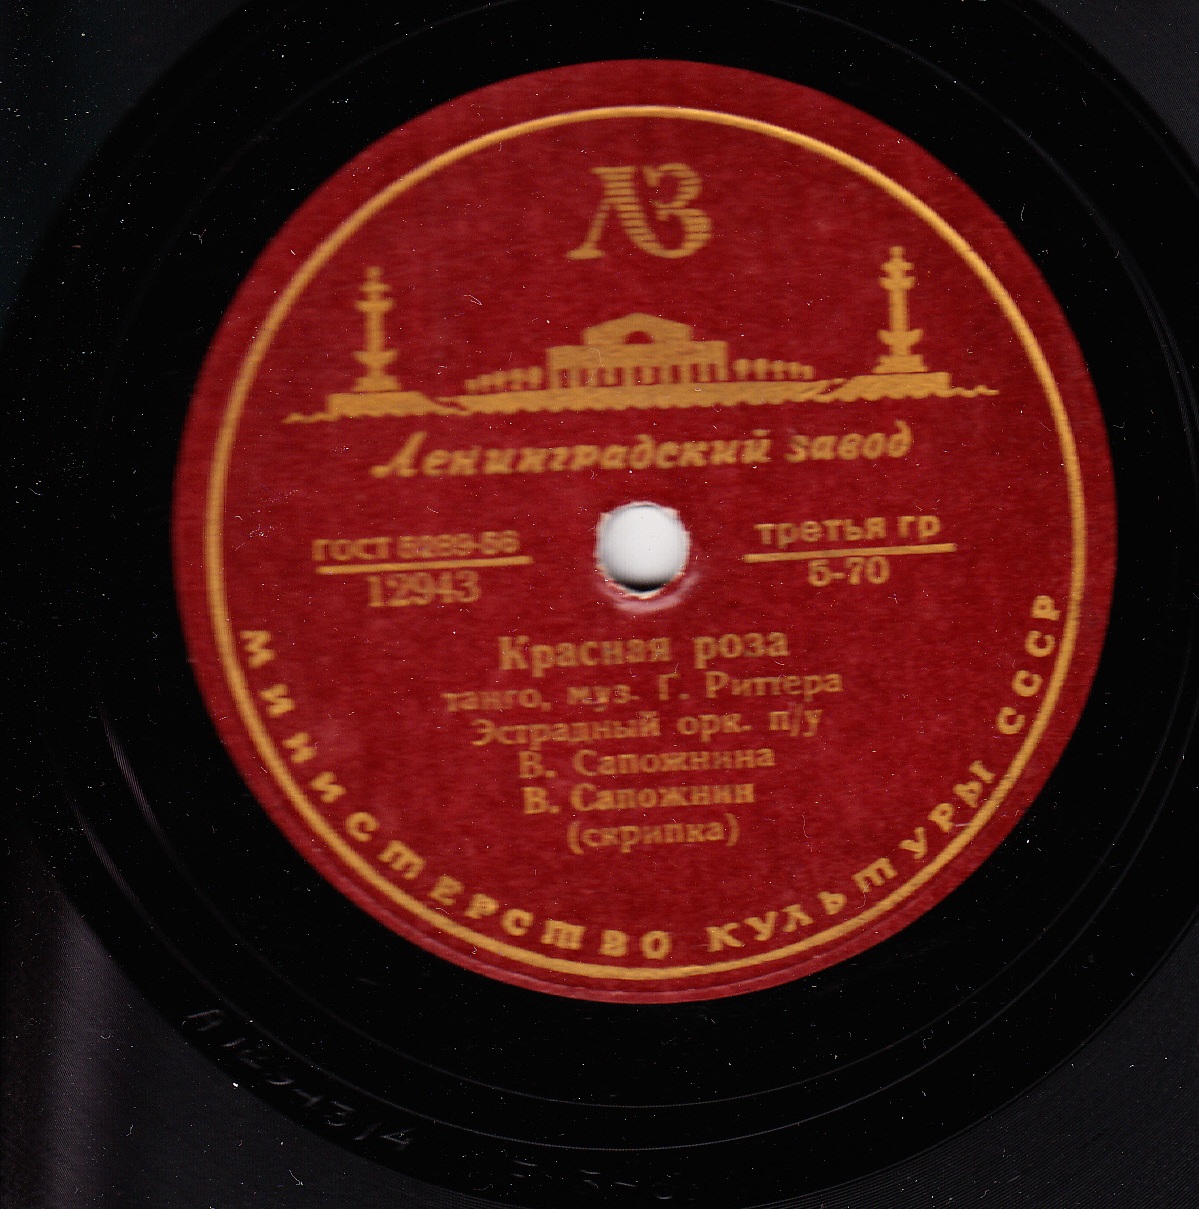 ЛЗ
Ленинградский завод
ГОСТ 5289-56
12943
третья гр
5-70
Красная роза
танго, муз. Г. Риттера
Эстрадный орк. п/у
В. Сапожнина
В. Сапожнин
(скрипка)
МИНИСТЕРСТВО КУЛЬТУРЫ СССР